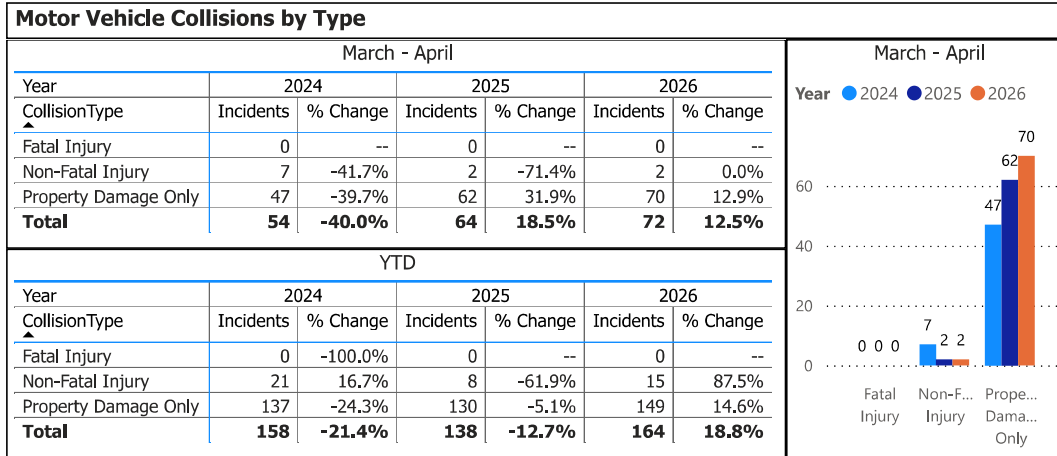 Motor Vehicle Collisions by Type
March - April
Year 2024 2025 2026
CollisionType Incidents % Change Incidents % Change Incidents % Change
Fatal Injury 0 -- 0 -- 0 --
Non-Fatal Injury 7 -41.7% 2 -71.4% 2 0.0%
Property Damage Only 47 -39.7% 62 31.9% 70 12.9%
Total 54 -40.0% 64 18.5% 72 12.5%
YTD
Year 2024 2025 2026
CollisionType Incidents % Change Incidents % Change Incidents % Change
Fatal Injury 0 -100.0% 0 -- 0 --
Non-Fatal Injury 21 16.7% 8 -61.9% 15 87.5%
Property Damage Only 137 -24.3% 130 -5.1% 149 14.6%
Total 158 -21.4% 138 -12.7% 164 18.8%
March - April
Year 2024 2025 2026
70
62
60
47
40
20
7
0 0 0 2 2
0
Fatal Non-F... Prope...
Injury Injury Dama...
Only